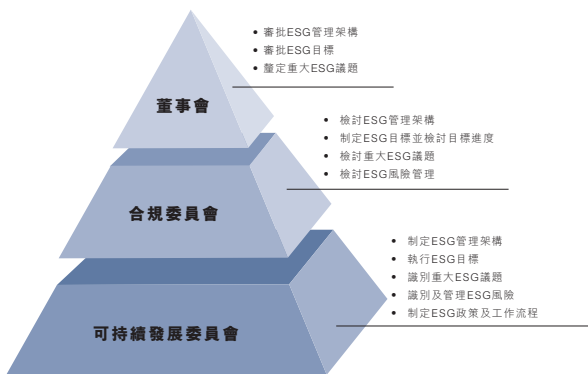 • 審批ESG管理架構
• 審批ESG目標
• 釐定重大ESG議題
董事會
• 檢討ESG管理架構
• 制定ESG目標並檢討目標進度
• 檢討重大ESG議題
• 檢討ESG風險管理
合規委員會
• 制定ESG管理架構
• 執行ESG目標
• 識別重大ESG議題
• 識別及管理ESG風險
• 制定ESG政策及工作流程
可持續發展委員會